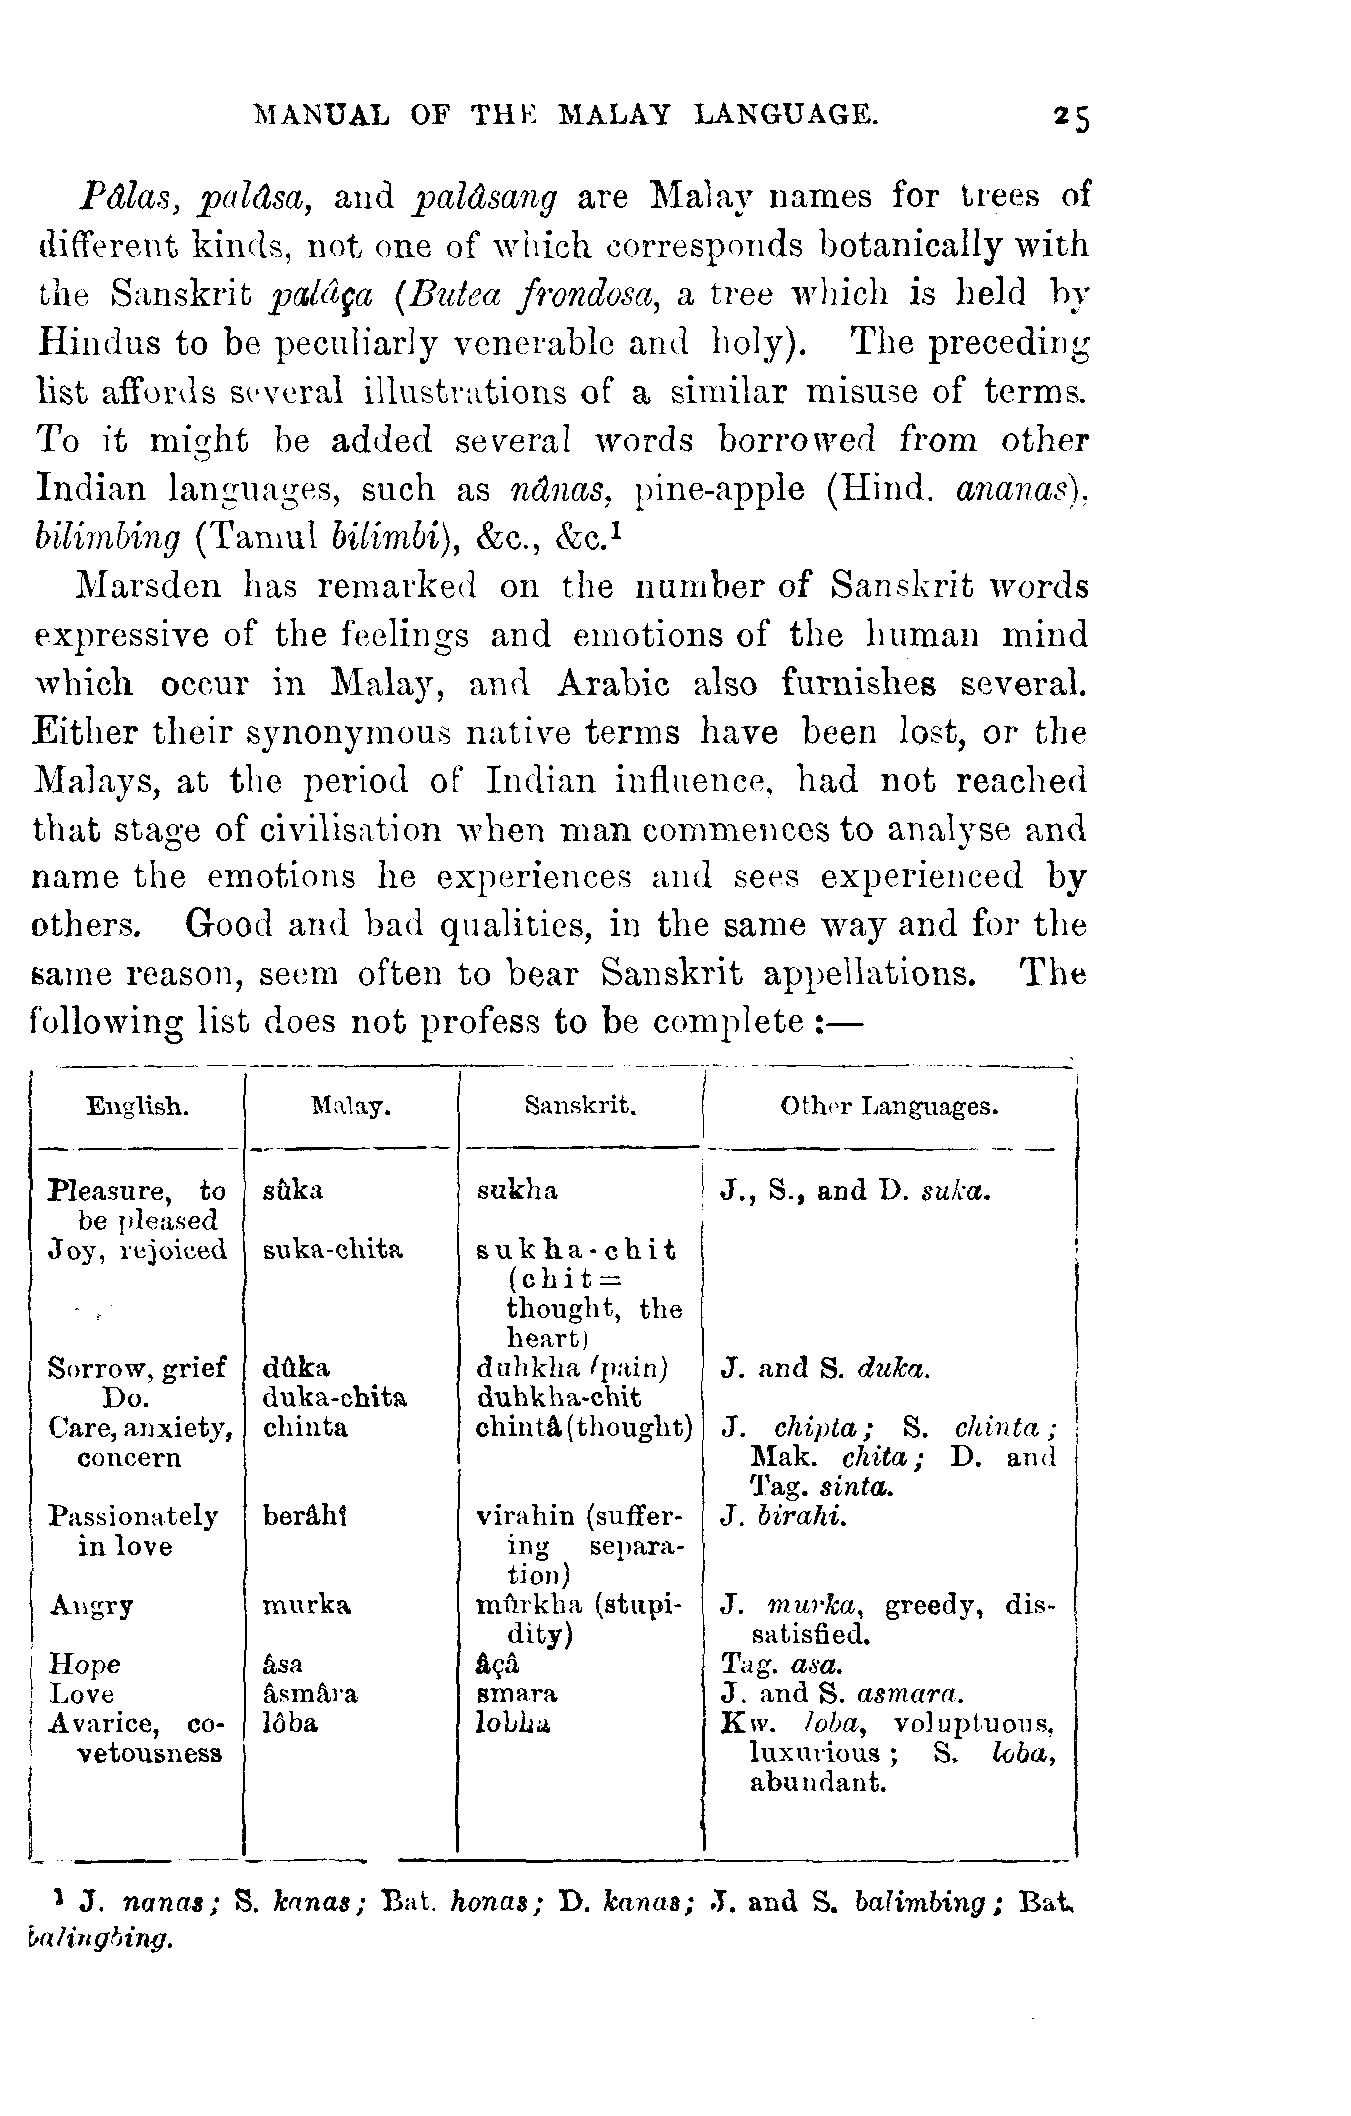 MANUAL OF THE MALAY LANGUAGE. 25
Pâlas, palâsa, and palâsang are Malay names for trees of
different kinds, not one of which corresponds botanically with
the Sanskrit palâça (Butea frondosa, a tree which is held by
Hindus to be peculiarly venerable and holy). The preceding
list affords several illustrations of a similar misuse of terms.
To it might be added several words borrowed from other
Indian languages, such as nânas, pine-apple (Hind. ananas),
bilimbing (Tamul bilimbi), &c., &c.¹
Marsden has remarked on the number of Sanskrit words
expressive of the feelings and emotions of the human mind
which occur in Malay, and Arabic also furnishes several.
Either their synonymous native terms have been lost, or the
Malays, at the period of Indian influence, had not reached
that stage of civilisation when man commences to analyse and
name the emotions he experiences and sees experienced by
others. Good and bad qualities, in the same way and for the
same reason, seem often to bear Sanskrit appellations. The
following list does not profess to be complete :—
English. Malay. Sanskrit. Other Languages.
Pleasure, to sûka sukha J., S., and D. suka.
be pleased
Joy, rejoiced suka-chita sukha-chit
(chit=
thought, the
heart)
Sorrow, grief dûka duhkha (pain) J. and S. duka.
Do. duka-chita duhkha-chit
Care, anxiety, chinta chintâ (thought) J. chipta; S. chinta;
concern Mak. chita; D. and
Tag. sinta.
Passionately berâhî virahin (suffer- J. birahi.
in love ing separa-
tion)
Angry murka mûrkha (stupi- J. murka, greedy, dis-
dity) satisfied.
Hope âsa âçâ Tag. asa.
Love âsmâra smara J. and S. asmara.
Avarice, co- lôba lobha Kw. loba, voluptuous,
vetousness luxurious; S. loba,
abundant.
¹ J. nanas; S. kanas; Bat. honas; D. kanas; J. and S. balimbing; Bat.
balingbing.